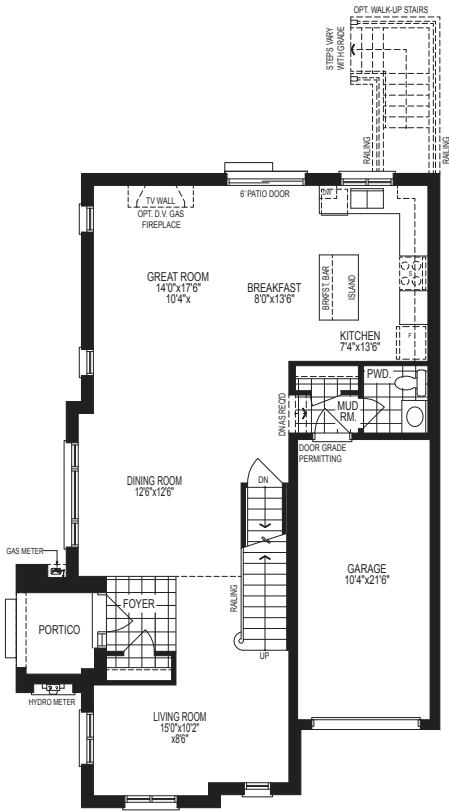 OPT. WALK-UP STAIRS
STEPS VARY
WITH GRADE
RAILING
RAILING
6' PATIO DOOR
DW
TV WALL
OPT. D.V. GAS
FIREPLACE
GREAT ROOM
14'0"x17'6"
10'4"x
BREAKFAST
8'0"x13'6"
BRKFST. BAR
ISLAND
S
F
KITCHEN
7'4"x13'6"
PWD.
MUD
RM.
DN AS REQ'D
DOOR GRADE
PERMITTING
DINING ROOM
12'6"x12'6"
DN
GARAGE
10'4"x21'6"
GAS METER
FOYER
RAILING
PORTICO
UP
HYDRO METER
LIVING ROOM
15'0"x10'2"
x8'6"